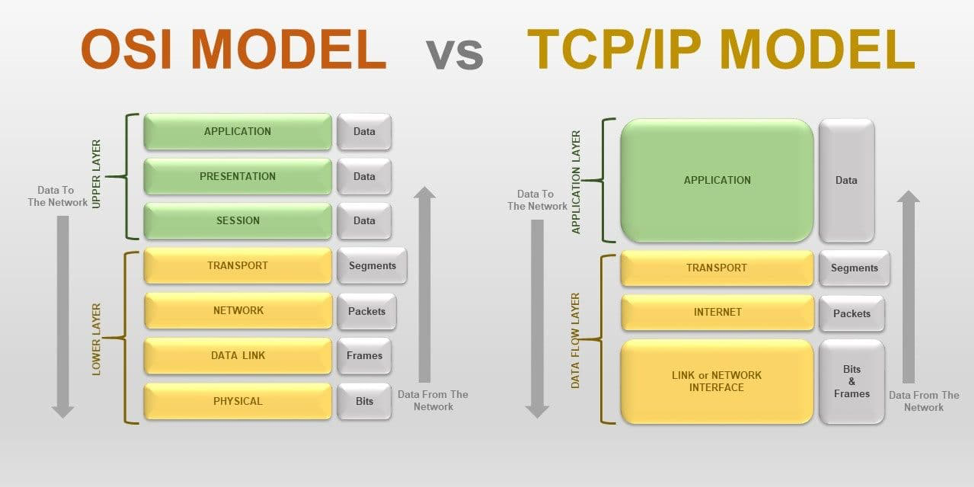 OSI MODEL vs TCP/IP MODEL
UPPER LAYER
APPLICATION Data
PRESENTATION Data
SESSION Data
Data To
The Network
LOWER LAYER
TRANSPORT Segments
NETWORK Packets
DATA LINK Frames
PHYSICAL Bits
Data From The
Network
APPLICATION LAYER
APPLICATION Data
Data To
The Network
DATA FLOW LAYER
TRANSPORT Segments
INTERNET Packets
LINK or NETWORK
INTERFACE
Bits
&
Frames
Data From The
Network